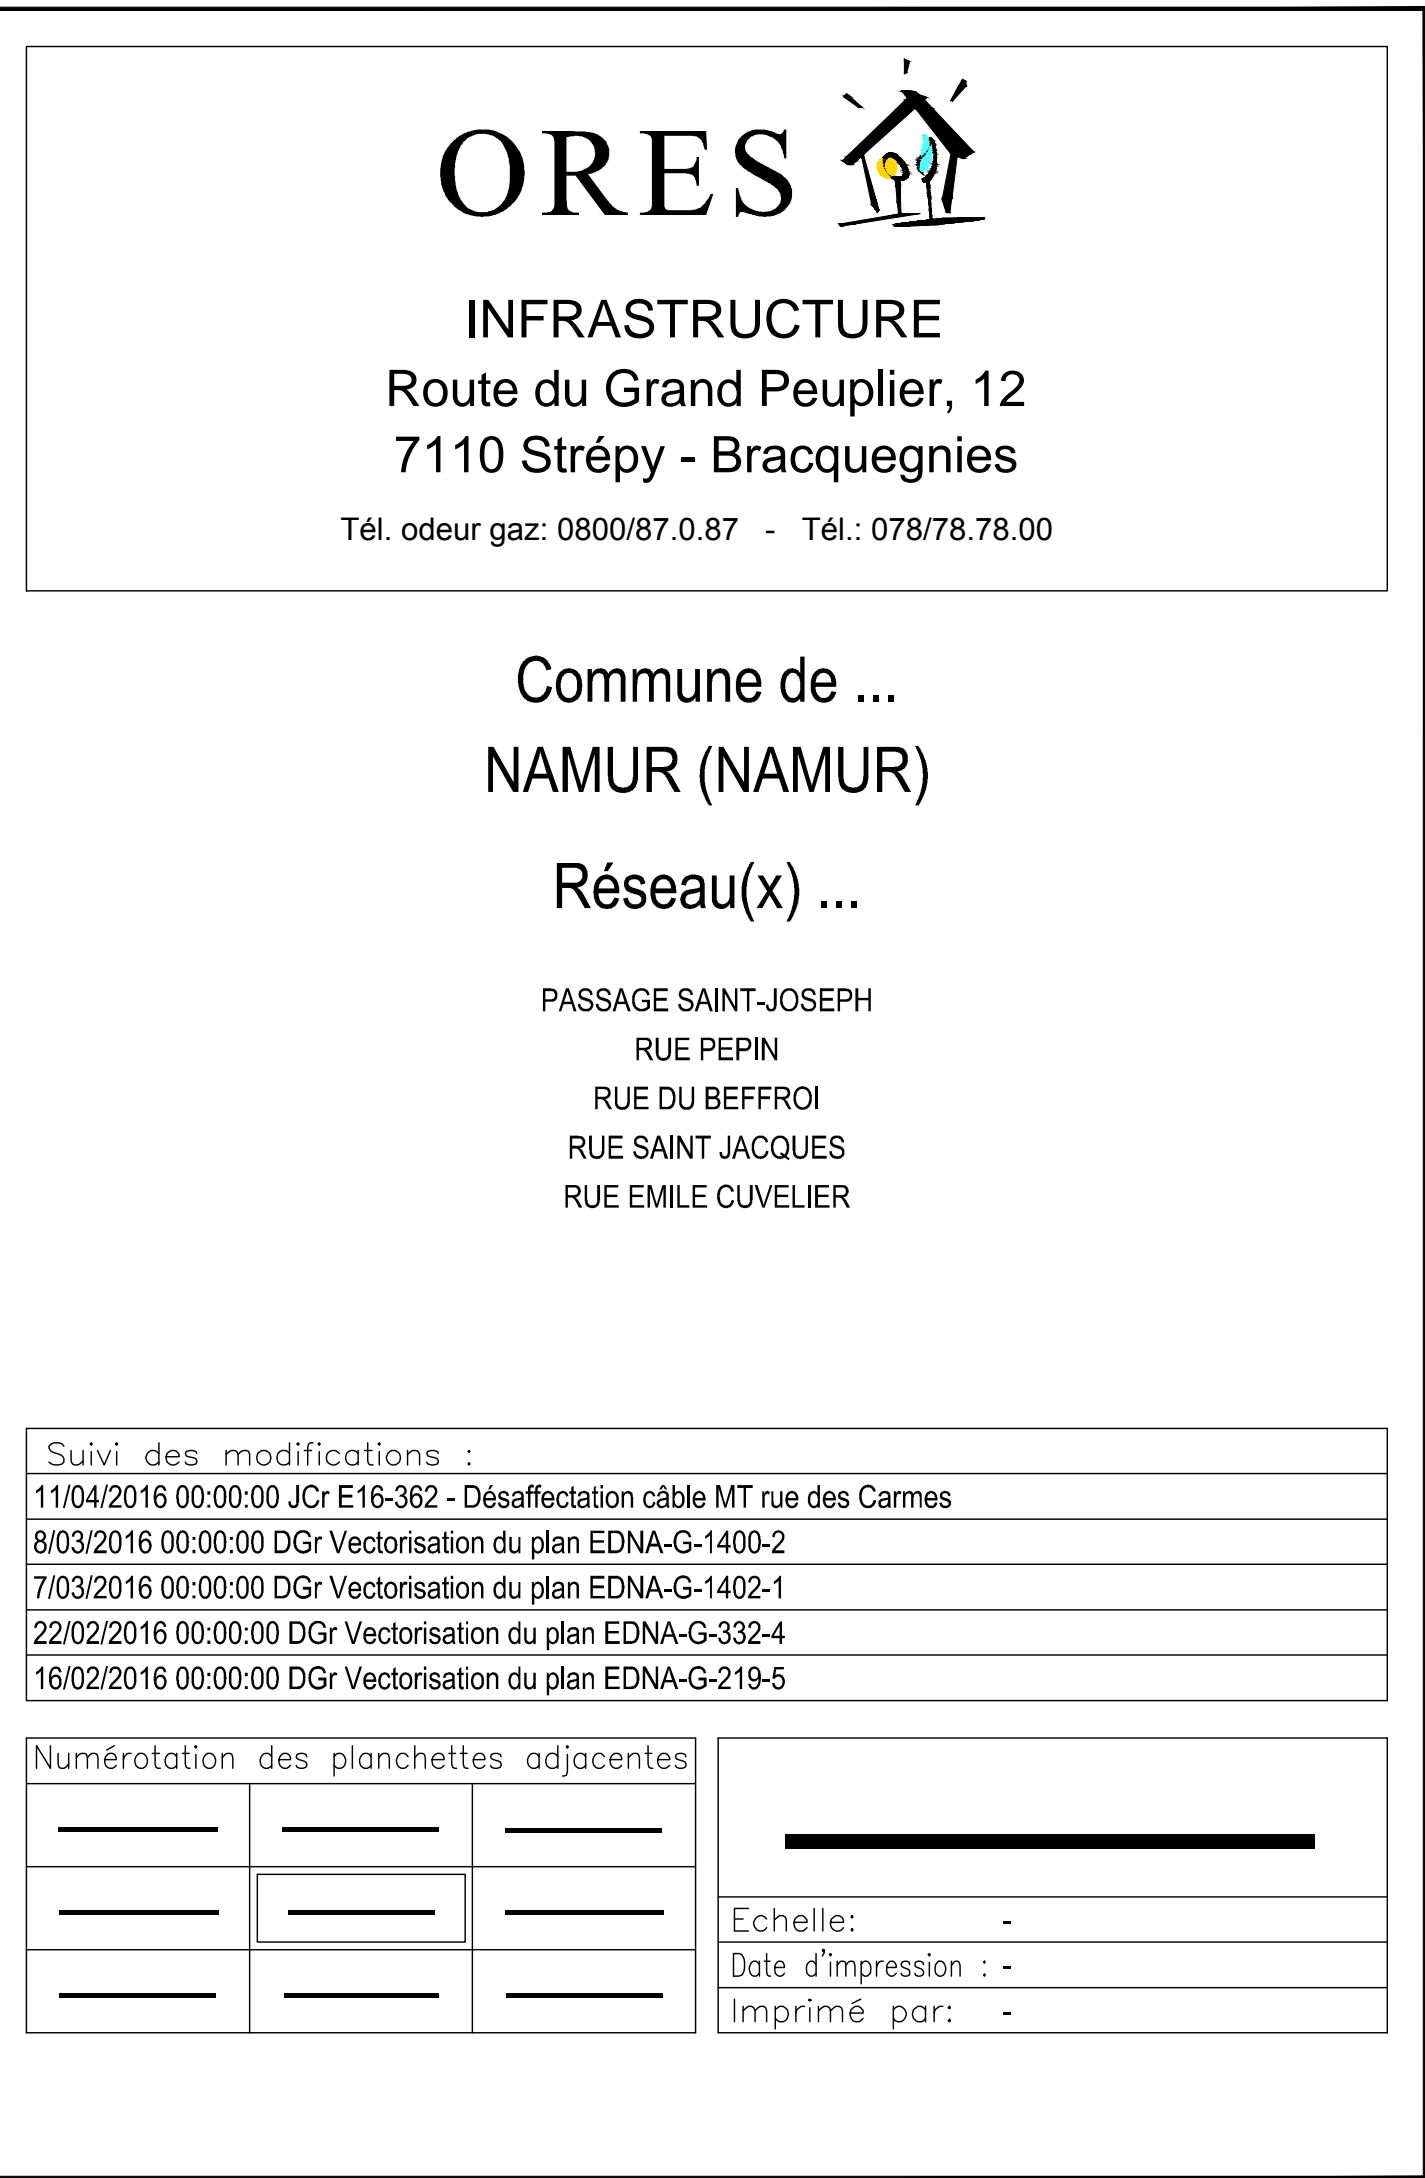 ORES
INFRASTRUCTURE
Route du Grand Peuplier, 12
7110 Strépy - Bracquegnies
Tél. odeur gaz: 0800/87.0.87 - Tél.: 078/78.78.00
Commune de ...
NAMUR (NAMUR)
Réseau(x) ...
PASSAGE SAINT-JOSEPH
RUE PEPIN
RUE DU BEFFROI
RUE SAINT JACQUES
RUE EMILE CUVELIER
Suivi des modifications :
11/04/2016 00:00:00 JCr E16-362 - Désaffectation câble MT rue des Carmes
8/03/2016 00:00:00 DGr Vectorisation du plan EDNA-G-1400-2
7/03/2016 00:00:00 DGr Vectorisation du plan EDNA-G-1402-1
22/02/2016 00:00:00 DGr Vectorisation du plan EDNA-G-332-4
16/02/2016 00:00:00 DGr Vectorisation du plan EDNA-G-219-5
Numérotation des planchettes adjacentes
Echelle: -
Date d'impression : -
Imprimé par: -